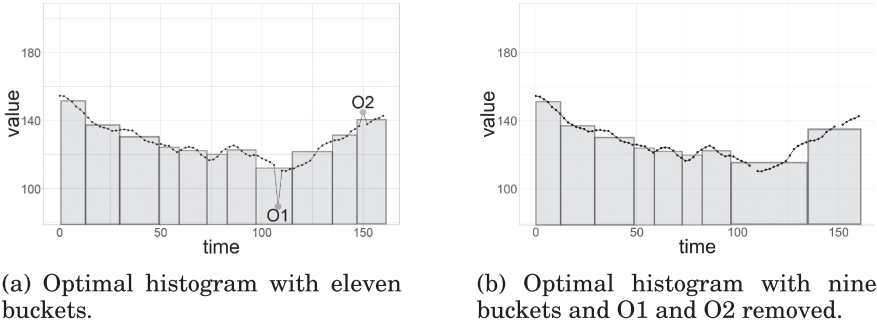 180
140
100
value
O2
O1
0
50
100
150
time
180
140
100
value
0
50
100
150
time
(a) Optimal histogram with eleven
buckets.
(b) Optimal histogram with nine
buckets and O1 and O2 removed.